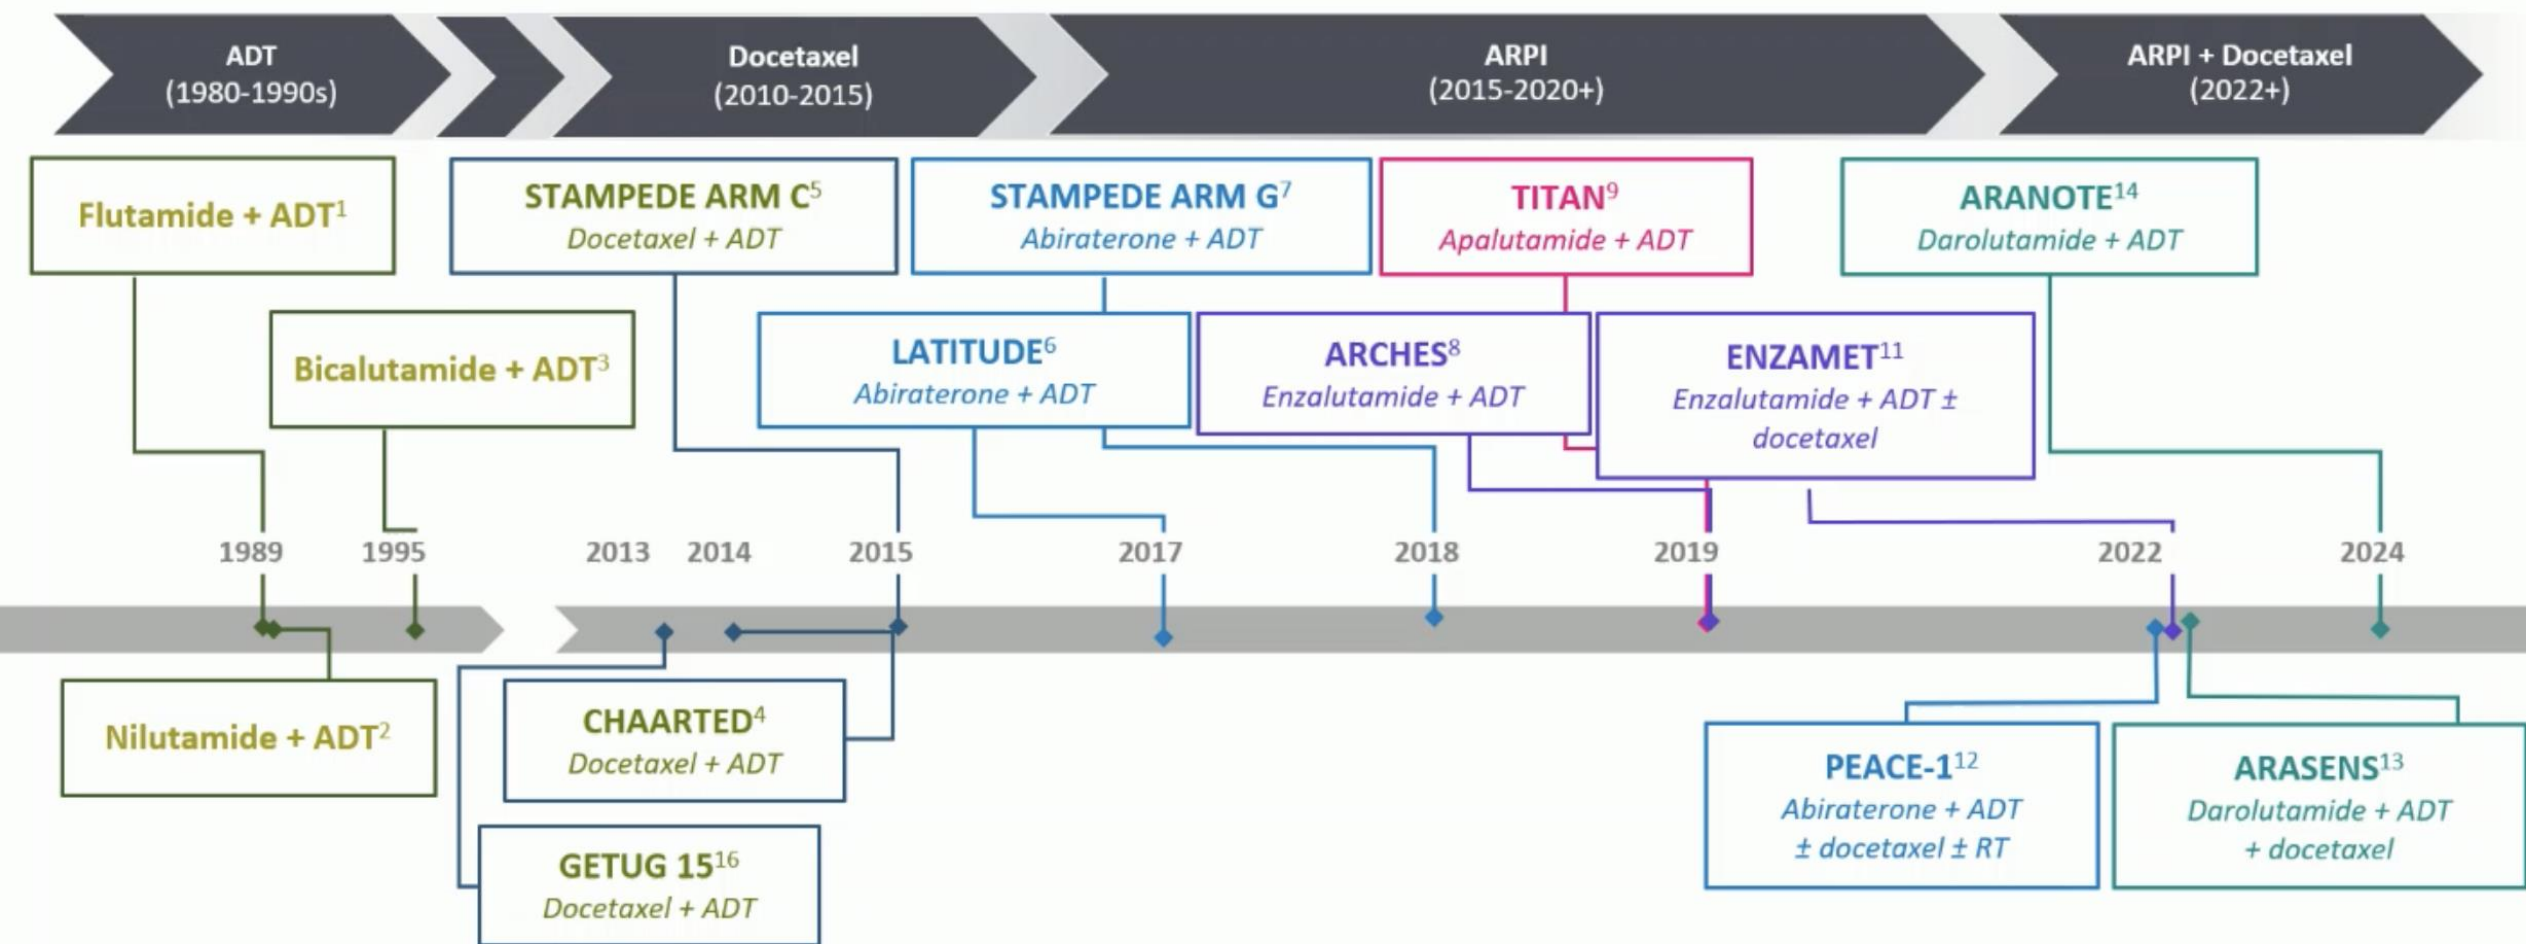 ADT
(1980-1990s)
Docetaxel
(2010-2015)
ARPI
(2015-2020+)
ARPI + Docetaxel
(2022+)
Flutamide + ADT¹
STAMPEDE ARM C⁵
Docetaxel + ADT
STAMPEDE ARM G⁷
Abiraterone + ADT
TITAN⁹
Apalutamide + ADT
ARANOTE¹⁴
Darolutamide + ADT
Bicalutamide + ADT³
LATITUDE⁶
Abiraterone + ADT
ARCHES⁸
Enzalutamide + ADT
ENZAMET¹¹
Enzalutamide + ADT ±
docetaxel
1989 1995 2013 2014 2015 2017 2018 2019 2022 2024
Nilutamide + ADT²
CHAARTED⁴
Docetaxel + ADT
GETUG 15¹⁶
Docetaxel + ADT
PEACE-1¹²
Abiraterone + ADT
± docetaxel ± RT
ARASENS¹³
Darolutamide + ADT
+ docetaxel